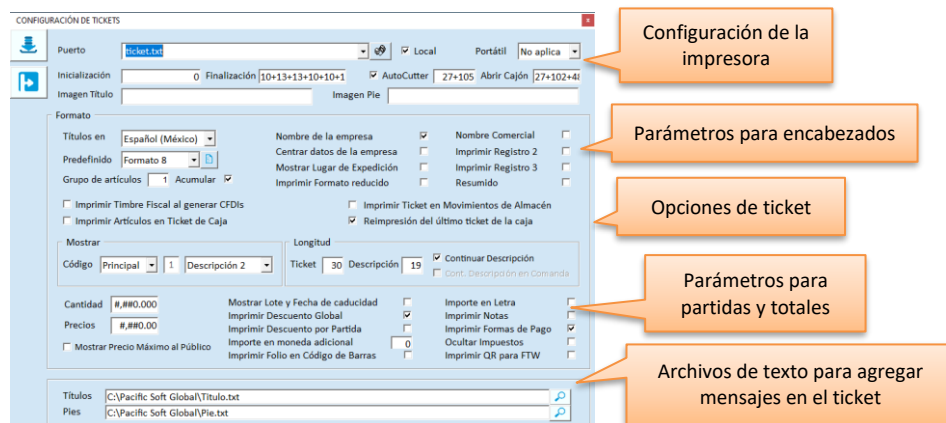 CONFIGURACIÓN DE TICKETS
x
Puerto ticket.txt Local Portátil No aplica
Inicialización 0 Finalización 10+13+13+10+10+1 AutoCutter 27+105 Abrir Cajón 27+102+48
Imagen Título Imagen Pie
Formato
Títulos en Español (México) Nombre de la empresa Nombre Comercial
Centrar datos de la empresa Imprimir Registro 2
Predefinido Formato 8 Mostrar Lugar de Expedición Imprimir Registro 3
Grupo de artículos 1 Acumular Imprimir Formato reducido Resumido
Imprimir Timbre Fiscal al generar CFDIs Imprimir Ticket en Movimientos de Almacén
Imprimir Artículos en Ticket de Caja Reimpresión del último ticket de la caja
Mostrar Longitud
Código Principal 1 Descripción 2 Ticket 30 Descripción 19 Continuar Descripción
Cont. Descripción en Comanda
Cantidad #,##0.000 Mostrar Lote y Fecha de caducidad Importe en Letra
Imprimir Descuento Global Imprimir Notas
Precios #,##0.00 Imprimir Descuento por Partida Imprimir Formas de Pago
Importe en moneda adicional 0 Ocultar Impuestos
Mostrar Precio Máximo al Público Imprimir Folio en Código de Barras Imprimir QR para FTW
Títulos C:\Pacific Soft Global\Titulo.txt
Pies C:\Pacific Soft Global\Pie.txt
Configuración de la
impresora
Parámetros para encabezados
Opciones de ticket
Parámetros para
partidas y totales
Archivos de texto para agregar
mensajes en el ticket